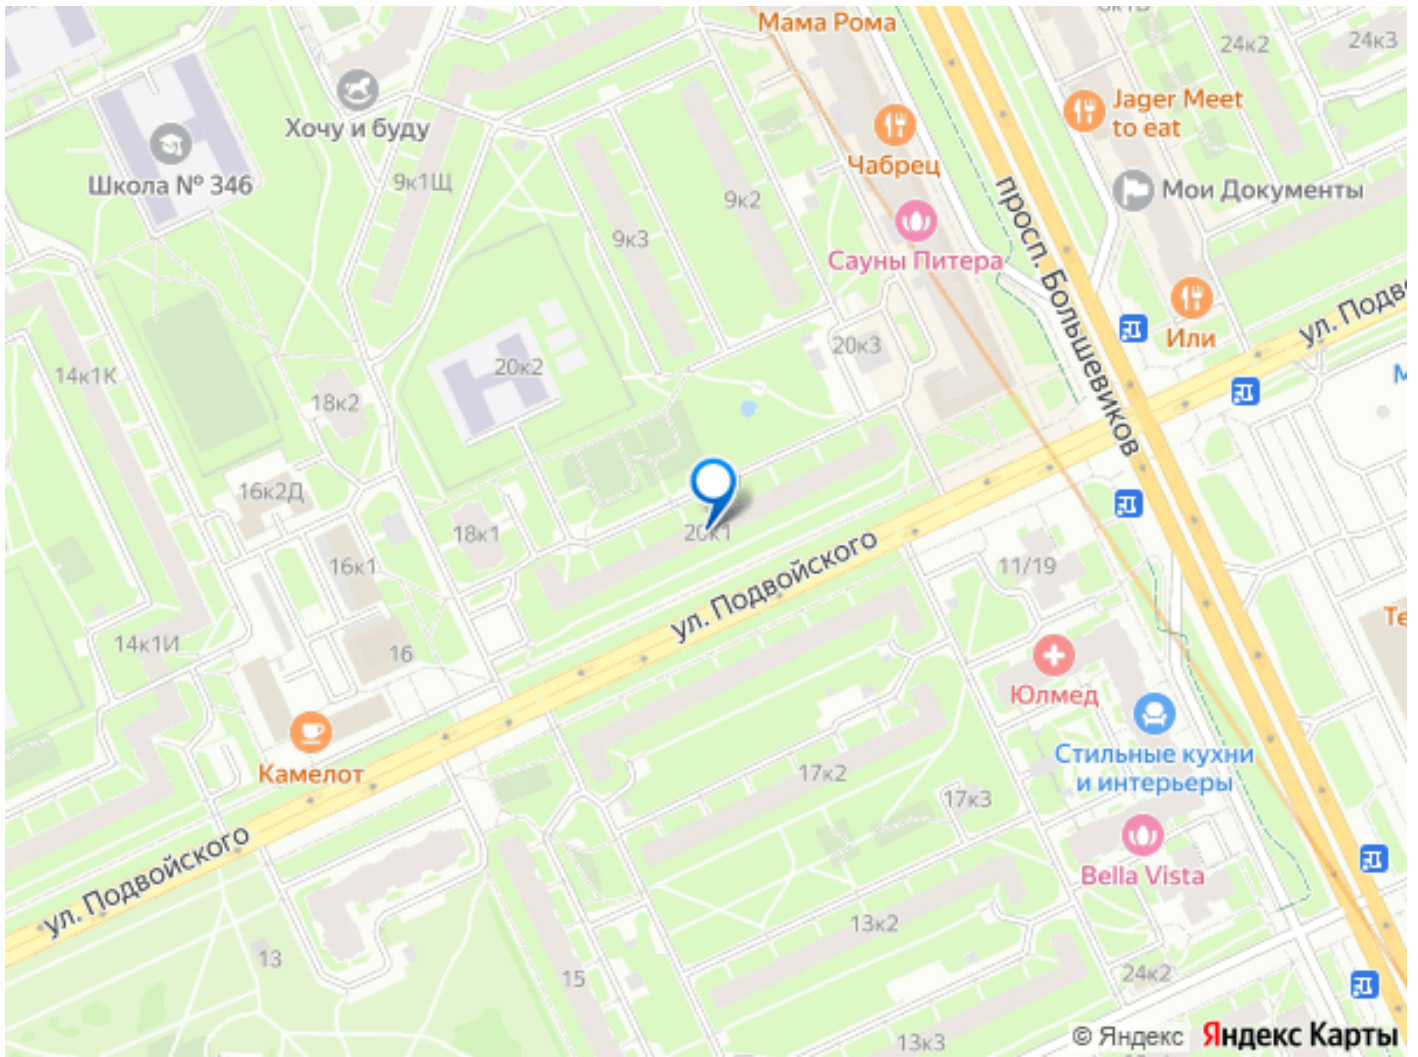 Мама Рома
24к2
24к3
Jager Meet
to eat
Хочу и буду
Чабрец
Школа № 346
9к1Щ
9к2
Мои Документы
9к3
Сауны Питера
просп. Большевиков
ул. Подв
Или
20к3
20к2
14к1К
18к2
М
16к2Д
18к1
20к1
ул. Подвойского
16к1
11/19
Те
14к1И
16
Юлмед
Камелот
Стильные кухни
и интерьеры
17к2
17к3
ул. Подвойского
Bella Vista
13к2
13
15
24к2
13к3
© Яндекс Яндекс Карты